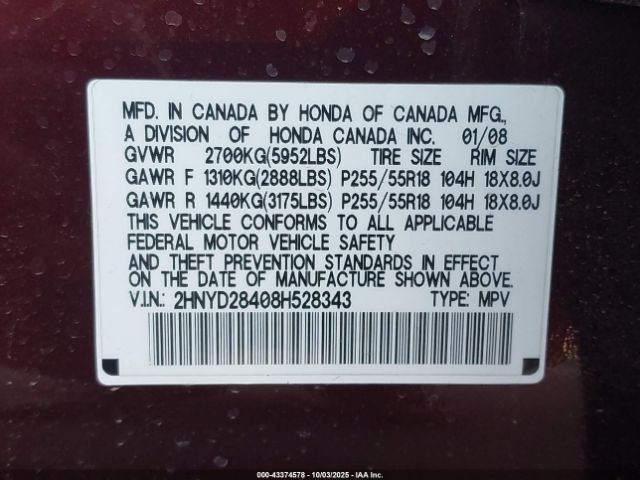 MFD. IN CANADA BY HONDA OF CANADA MFG.,
A DIVISION OF HONDA CANADA INC. 01/08
GVWR 2700KG(5952LBS) TIRE SIZE RIM SIZE
GAWR F 1310KG(2888LBS) P255/55R18 104H 18X8.0J
GAWR R 1440KG(3175LBS) P255/55R18 104H 18X8.0J
THIS VEHICLE CONFORMS TO ALL APPLICABLE
FEDERAL MOTOR VEHICLE SAFETY
AND THEFT PREVENTION STANDARDS IN EFFECT
ON THE DATE OF MANUFACTURE SHOWN ABOVE.
V.I.N.: 2HNYD28408H528343 TYPE: MPV
000-43374578 - 10/03/2025 - Copyright © IAA Inc.